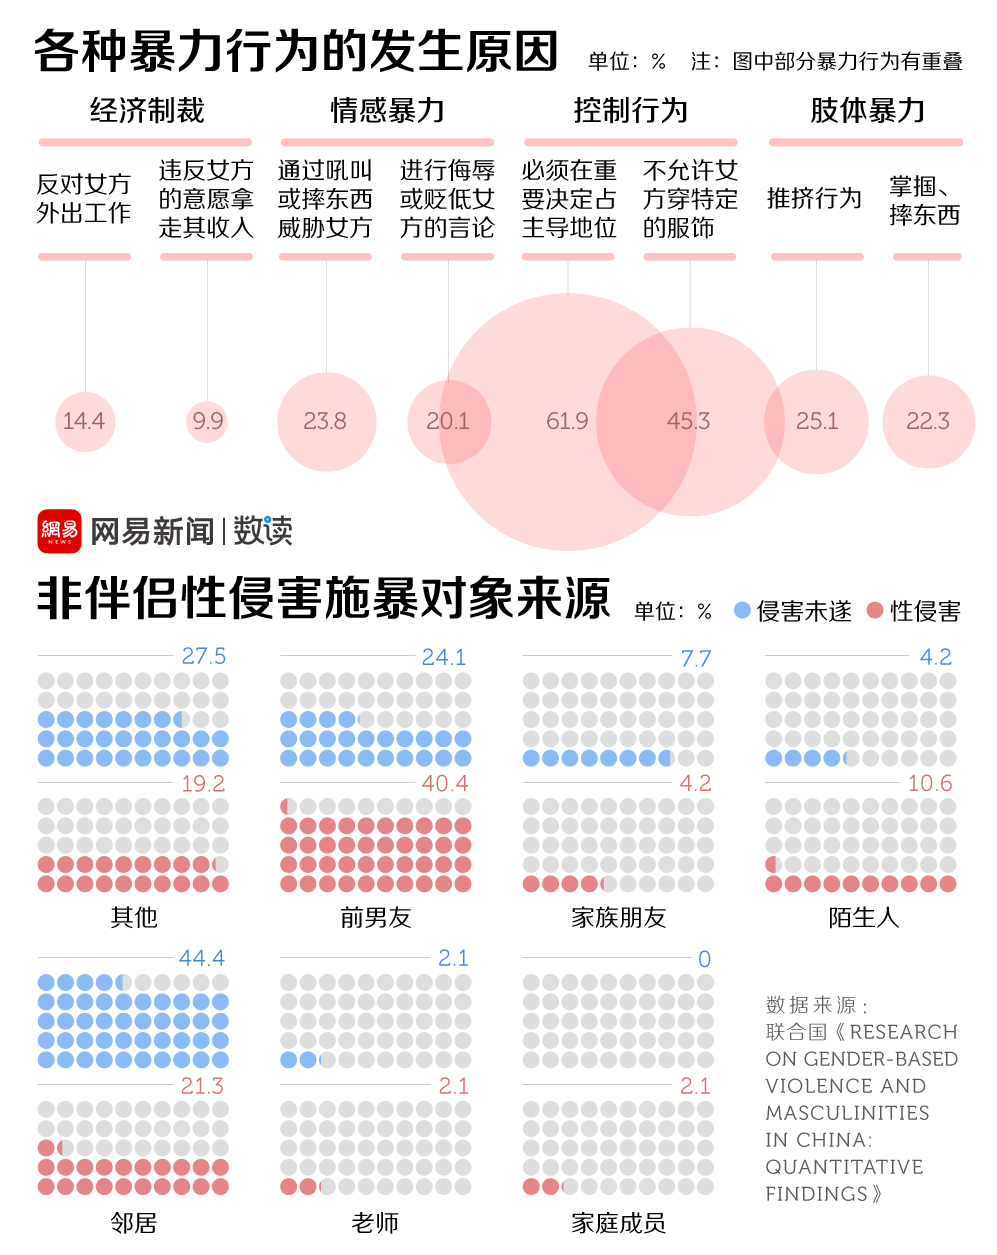 各种暴力行为的发生原因 单位：% 注：图中部分暴力行为有重叠
经济制裁 情感暴力 控制行为 肢体暴力
反对女方
外出工作
违反女方
的意愿拿
走其收入
通过吼叫
或摔东西
威胁女方
进行侮辱
或贬低女
方的言论
必须在重
要决定占
主导地位
不允许女
方穿特定
的服饰
推挤行为
掌掴、
摔东西
14.4 9.9 23.8 20.1 61.9 45.3 25.1 22.3
網易
NEWS
网易新闻 | 数读
非伴侣性侵害施暴对象来源 单位：% 侵害未遂 性侵害
27.5 24.1 7.7 4.2
19.2 40.4 4.2 10.6
其他 前男友 家族朋友 陌生人
44.4 2.1 0
21.3 2.1 2.1
邻居 老师 家庭成员
数据来源：
联合国《RESEARCH
ON GENDER-BASED
VIOLENCE AND
MASCULINITIES
IN CHINA:
QUANTITATIVE
FINDINGS》